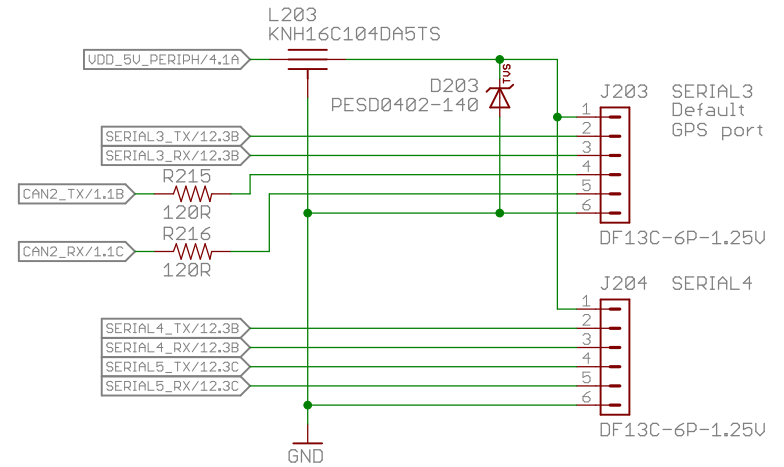 L203
KNH16C104DA5TS
VDD_5V_PERIPH/4.1A
TVS
D203
PESD0402-140
J203 SERIAL3
Default
GPS port
1
2
3
4
5
6
SERIAL3_TX/12.3B
SERIAL3_RX/12.3B
R215
CAN2_TX/1.1B
120R
R216
CAN2_RX/1.1C
120R
DF13C-6P-1.25V
J204 SERIAL4
1
2
3
4
5
6
SERIAL4_TX/12.3B
SERIAL4_RX/12.3B
SERIAL5_TX/12.3C
SERIAL5_RX/12.3C
DF13C-6P-1.25V
GND